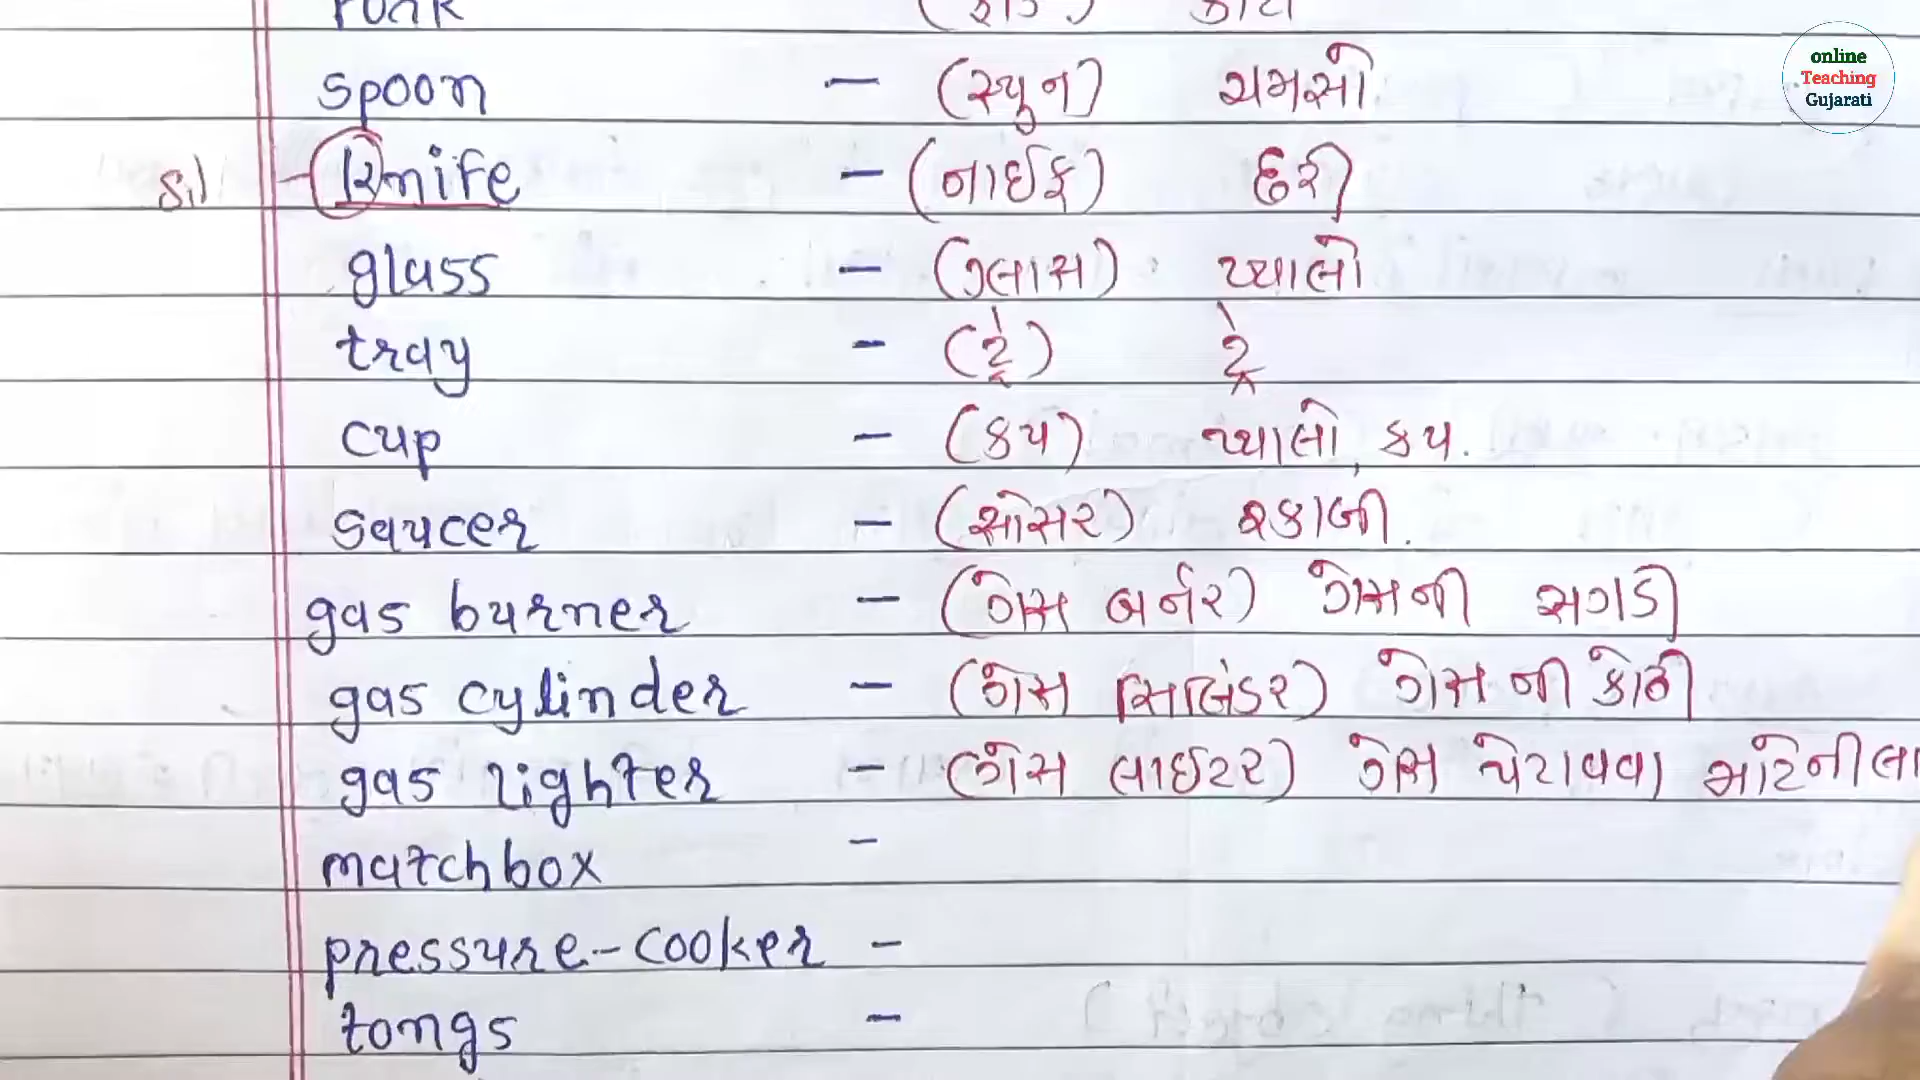 online
Teaching
Gujarati
spoon - (સ્પુન) ચમચી
sil - knife - (નાઈફ) છરી
glass - (ગ્લાસ) પ્યાલો
tray - (ટ્રે) ટ્રે
cup - (કપ) પ્યાલો, કપ.
saucer - (સોસર) રકાબી.
gas burner - (ગેસ બર્નર) ગેસની સગડી
gas cylinder - (ગેસ સિલિંડર) ગેસ ની કોઠી
gas lighter - (ગેસ લાઈટર) ગેસ પેટાવવા માટેની
matchbox -
pressure-cooker -
tongs -